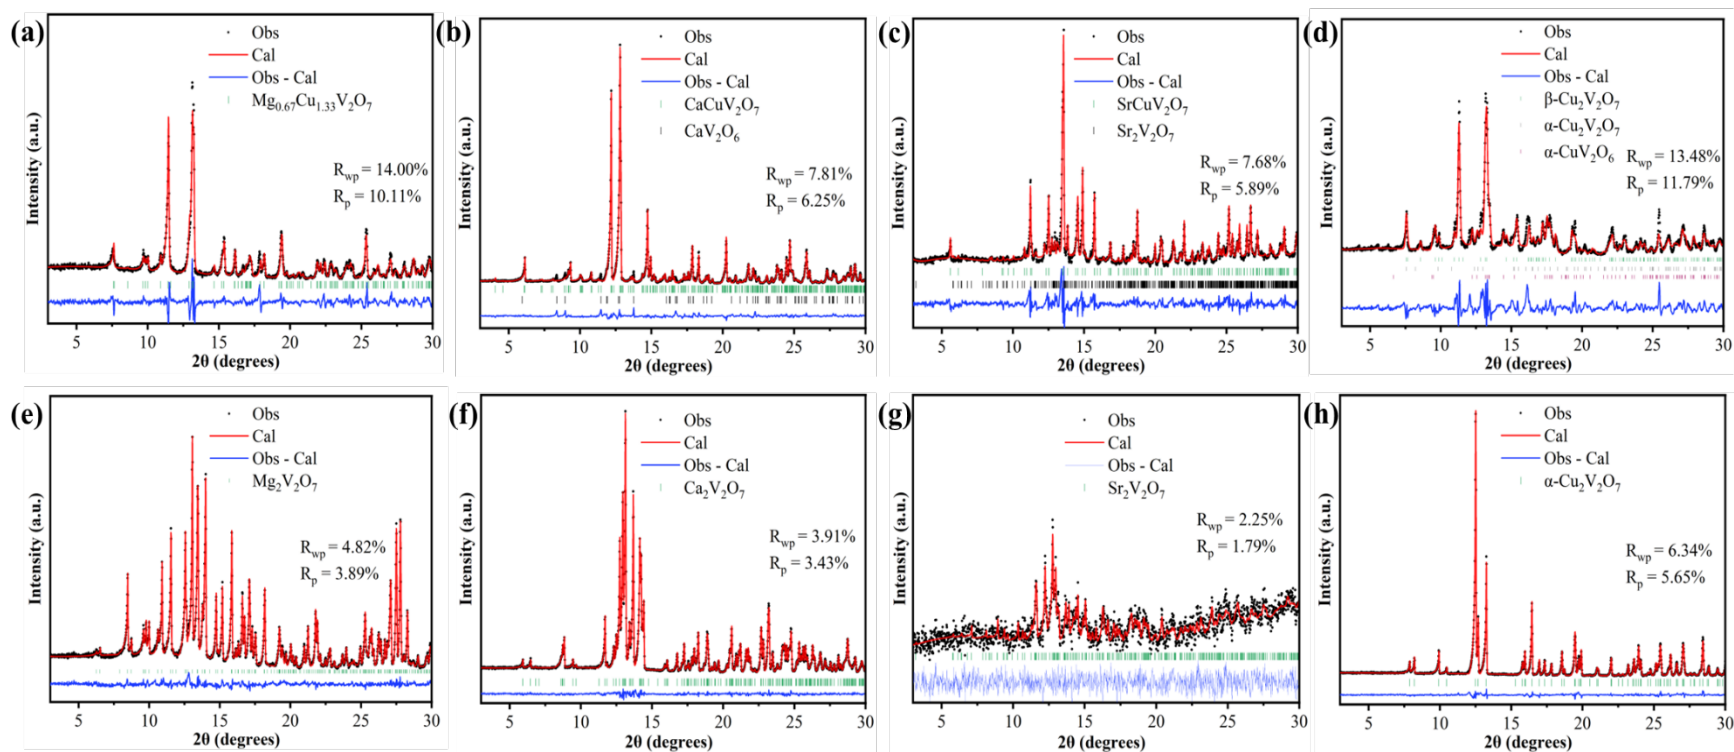 (a)
Obs
Cal
Obs - Cal
Mg0.67Cu1.33V2O7
Rwp = 14.00%
Rp = 10.11%
Intensity (a.u.)
5 10 15 20 25 30
2θ (degrees)
(b)
Obs
Cal
Obs - Cal
CaCuV2O7
CaV2O6
Rwp = 7.81%
Rp = 6.25%
Intensity (a.u.)
5 10 15 20 25 30
2θ (degrees)
(c)
Obs
Cal
Obs - Cal
SrCuV2O7
Sr2V2O7
Rwp = 7.68%
Rp = 5.89%
Intensity (a.u.)
5 10 15 20 25 30
2θ (degrees)
(d)
Obs
Cal
Obs - Cal
β-Cu2V2O7
α-Cu2V2O7
α-CuV2O6
Rwp = 13.48%
Rp = 11.79%
Intensity (a.u.)
5 10 15 20 25 30
2θ (degrees)
(e)
Obs
Cal
Obs - Cal
Mg2V2O7
Rwp = 4.82%
Rp = 3.89%
Intensity (a.u.)
5 10 15 20 25 30
2θ (degrees)
(f)
Obs
Cal
Obs - Cal
Ca2V2O7
Rwp = 3.91%
Rp = 3.43%
Intensity (a.u.)
5 10 15 20 25 30
2θ (degrees)
(g)
Obs
Cal
Obs - Cal
Sr2V2O7
Rwp = 2.25%
Rp = 1.79%
Intensity (a.u.)
5 10 15 20 25 30
2θ (degrees)
(h)
Obs
Cal
Obs - Cal
α-Cu2V2O7
Rwp = 6.34%
Rp = 5.65%
Intensity (a.u.)
5 10 15 20 25 30
2θ (degrees)